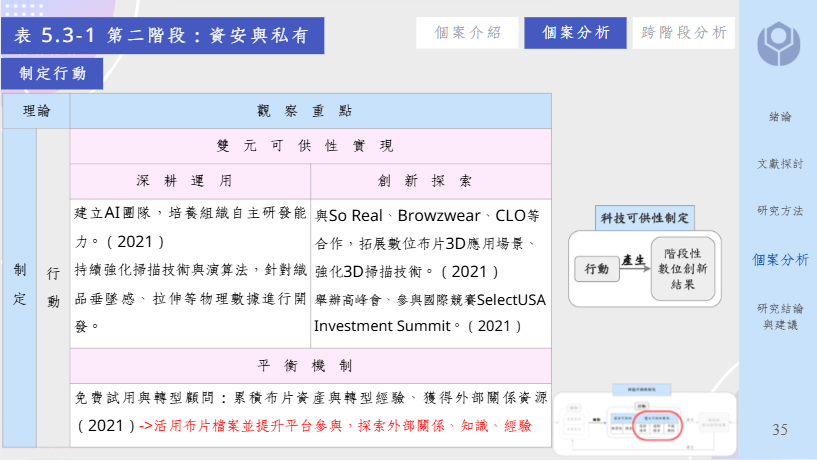 表 5.3-1 第二階段：資安與私有
個案介紹
個案分析
跨階段分析
制定行動
理論
觀 察 重 點
雙 元 可 供 性 實 現
深 耕 運 用
創 新 探 索
制定
行動
建立AI團隊，培養組織自主研發能
力。（2021）
持續強化掃描技術與演算法，針對織
品垂墜感、拉伸等物理數據進行開
發。
與So Real、Browzwear、CLO等
合作，拓展數位布片3D應用場景、
強化3D掃描技術。（2021）
舉辦高峰會、參與國際競賽SelectUSA
Investment Summit。（2021）
平 衡 機 制
免費試用與轉型顧問：累積布片資產與轉型經驗、獲得外部關係資源
（2021）->活用布片檔案並提升平台參與，探索外部關係、知識、經驗
科技可供性制定
行動
產生
階段性
數位創新
結果
緒論
文獻探討
研究方法
個案分析
研究結論
與建議
35